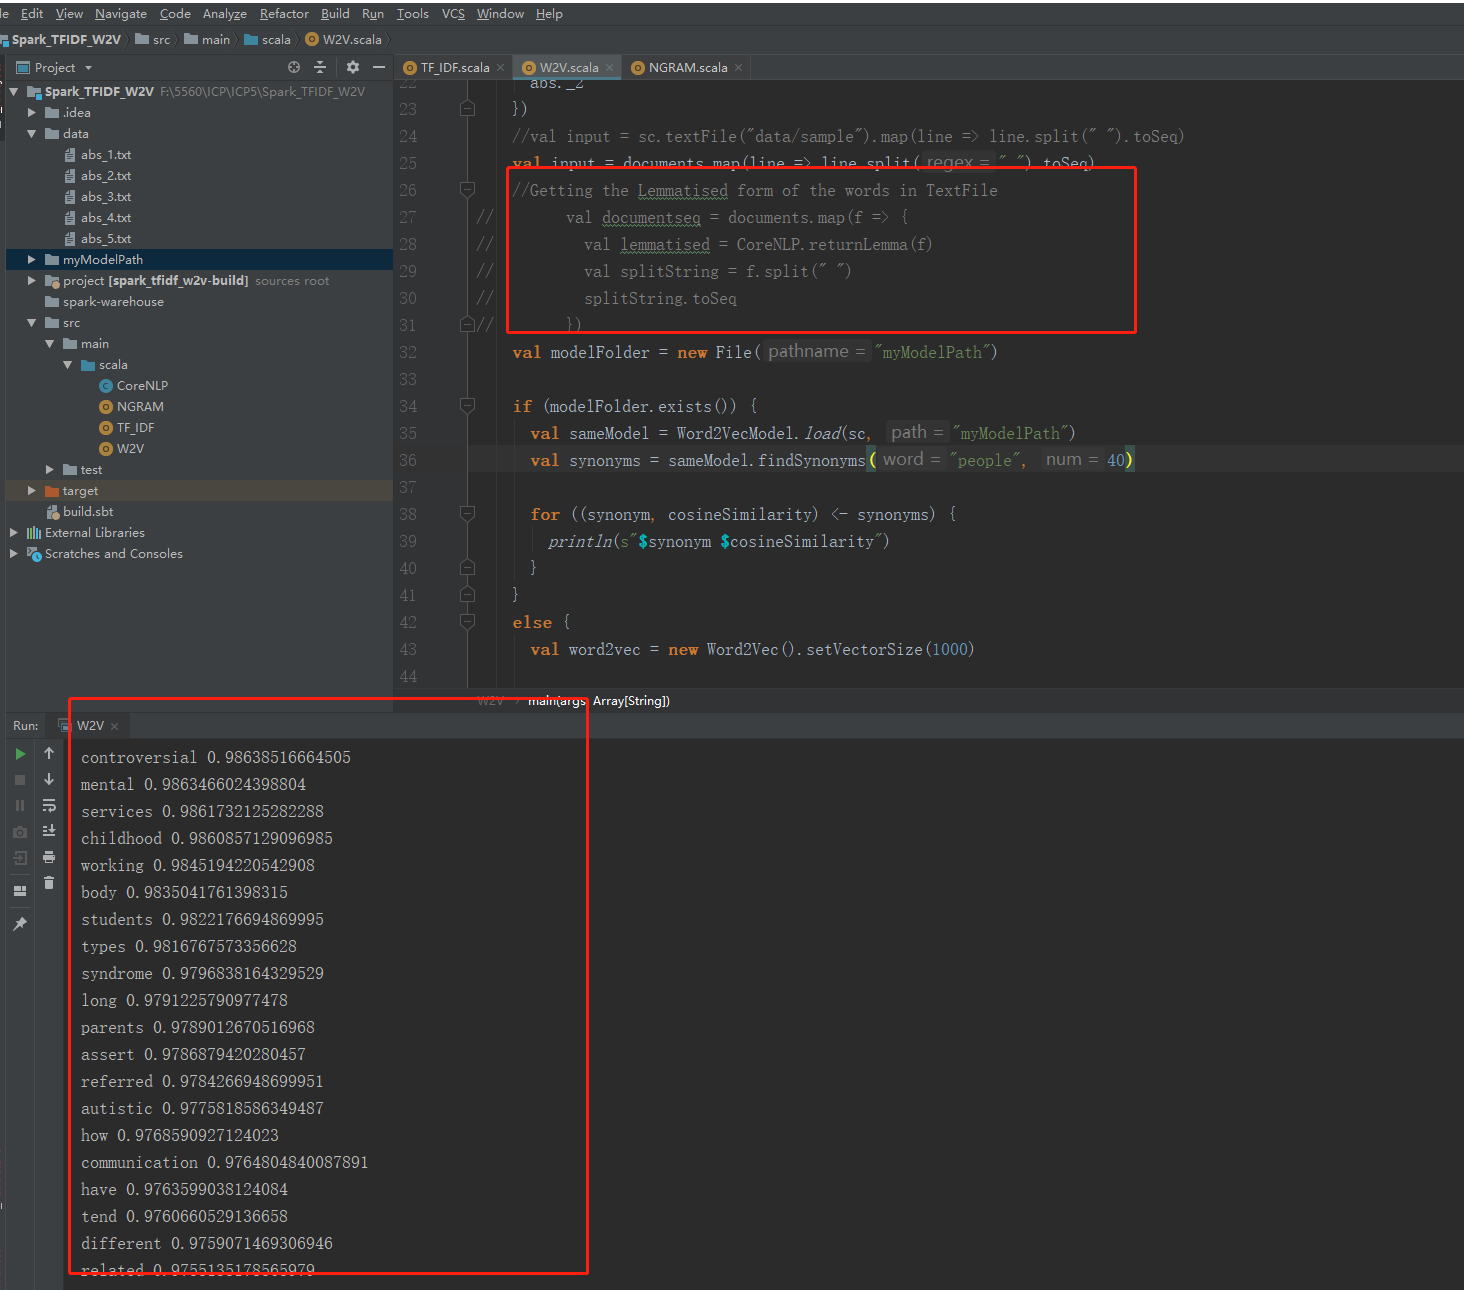 Edit View Navigate Code Analyze Refactor Build Run Tools VCS Window Help
Spark_TFIDF_W2V src main scala W2V.scala
Project
TF_IDF.scala W2V.scala NGRAM.scala
Spark_TFIDF_W2V F:\5560\ICP\ICP5\Spark_TFIDF_W2V
.idea
data
abs_1.txt
abs_2.txt
abs_3.txt
abs_4.txt
abs_5.txt
myModelPath
project [spark_tfidf_w2v-build] sources root
spark-warehouse
src
main
scala
CoreNLP
NGRAM
TF_IDF
W2V
test
target
build.sbt
External Libraries
Scratches and Consoles
22 abs._2
23 })
24 //val input = sc.textFile("data/sample").map(line => line.split(" ").toSeq)
25 val input = documents.map(line => line.split( regex = " ").toSeq)
26 //Getting the Lemmatised form of the words in TextFile
27 // val documentseq = documents.map(f => {
28 // val lemmatised = CoreNLP.returnLemma(f)
29 // val splitString = f.split(" ")
30 // splitString.toSeq
31 // })
32 val modelFolder = new File( pathname = "myModelPath")
33
34 if (modelFolder.exists()) {
35 val sameModel = Word2VecModel.load(sc, path = "myModelPath")
36 val synonyms = sameModel.findSynonyms( word = "people", num = 40)
37
38 for ((synonym, cosineSimilarity) <- synonyms) {
39 println(s"$synonym $cosineSimilarity")
40 }
41 }
42 else {
43 val word2vec = new Word2Vec().setVectorSize(1000)
44
W2V main(args: Array[String])
Run: W2V
controversial 0.98638516664505
mental 0.9863466024398804
services 0.9861732125282288
childhood 0.9860857129096985
working 0.9845194220542908
body 0.9835041761398315
students 0.9822176694869995
types 0.9816767573356628
syndrome 0.9796838164329529
long 0.9791225790977478
parents 0.9789012670516968
assert 0.9786879420280457
referred 0.9784266948699951
autistic 0.9775818586349487
how 0.9768590927124023
communication 0.9764804840087891
have 0.9763599038124084
tend 0.9760660529136658
different 0.9759071469306946
related 0.9755135178565979